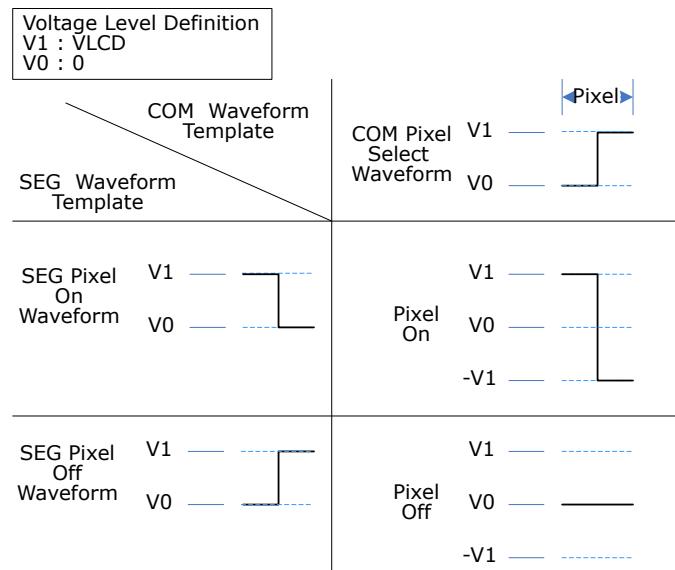 Voltage Level Definition
V1 : VLCD
V0 : 0
COM Waveform
Template
SEG Waveform
Template
Pixel
COM Pixel
Select
Waveform
V1
V0
SEG Pixel
On
Waveform
V1
V0
Pixel
On
V1
V0
-V1
SEG Pixel
Off
Waveform
V1
V0
Pixel
Off
V1
V0
-V1